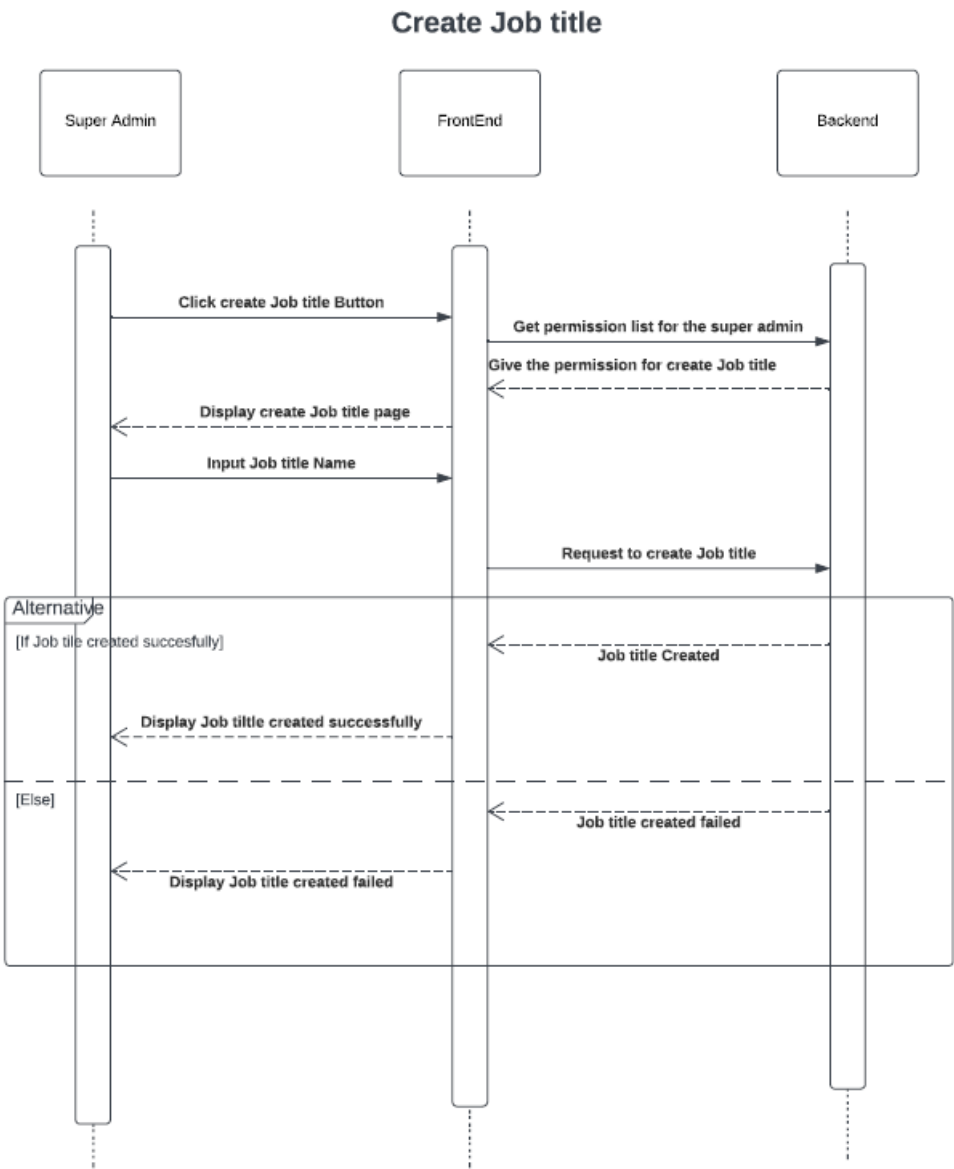 Create Job title
Super Admin
FrontEnd
Backend
Click create Job title Button
Get permission list for the super admin
Give the permission for create Job title
Display create Job title page
Input Job title Name
Request to create Job title
Alternative
[If Job tile created succesfully]
Job title Created
Display Job tiltle created successfully
[Else]
Job title created failed
Display Job title created failed